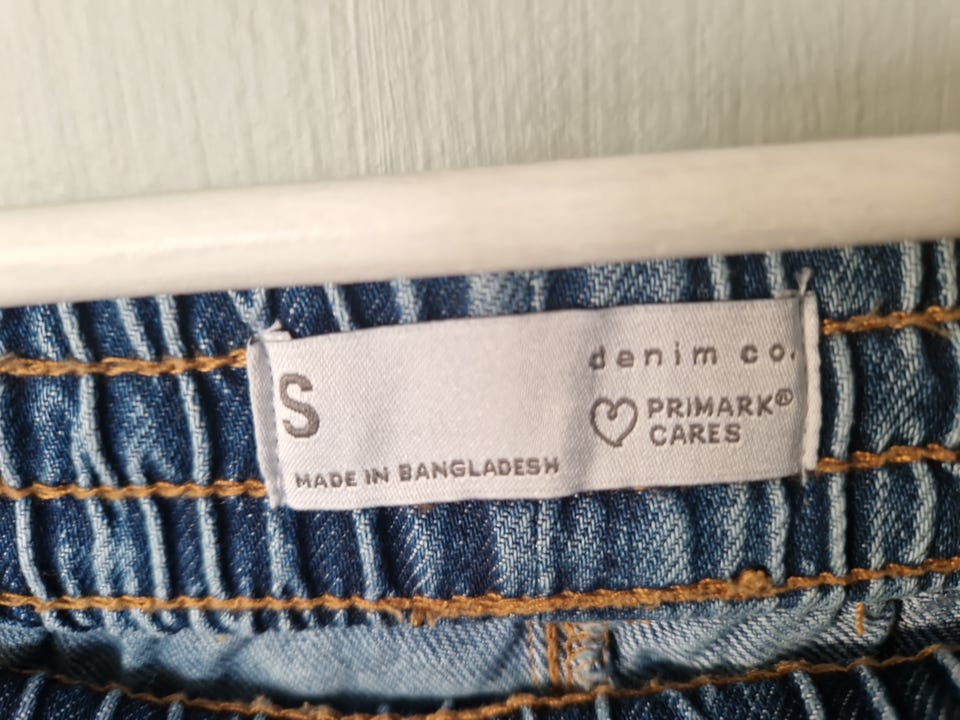 S
MADE IN BANGLADESH
denim co.
PRIMARK®
CARES